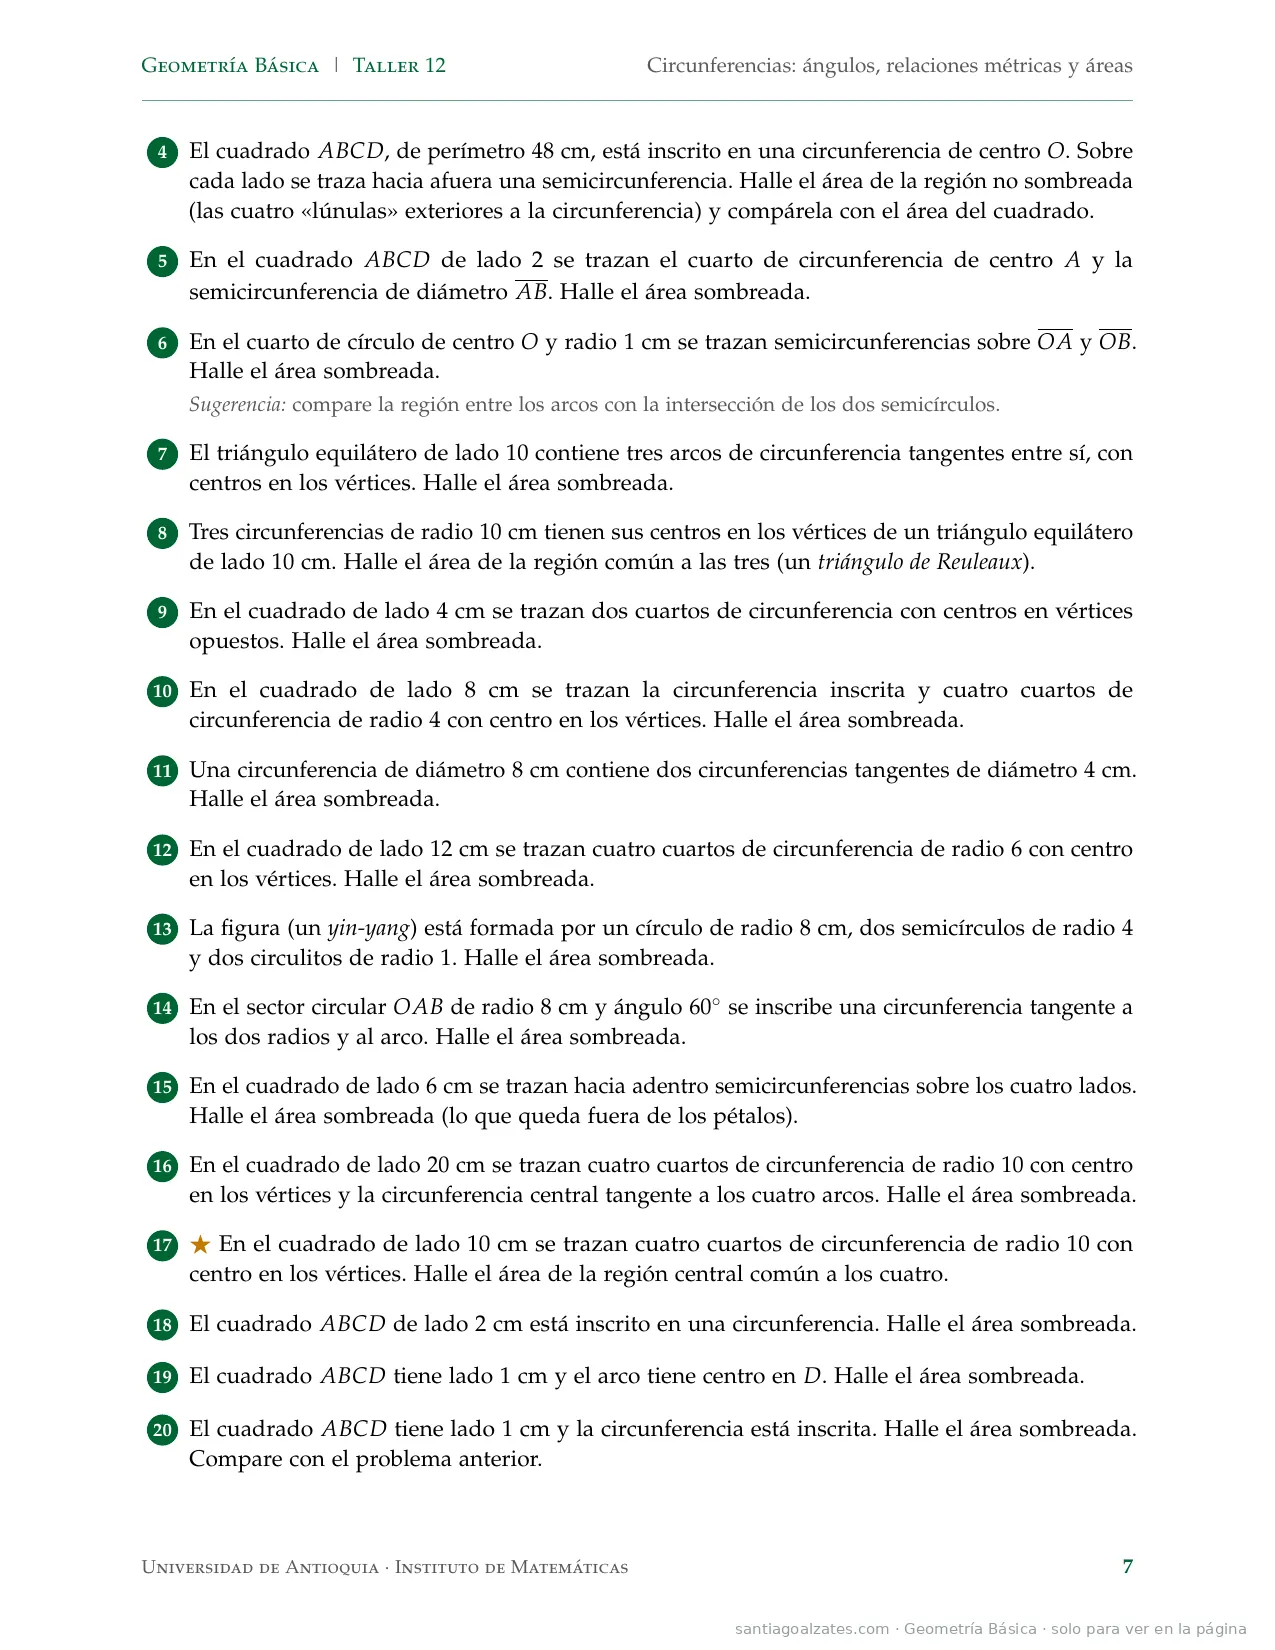 Geometría Básica | Taller 12
Circunferencias: ángulos, relaciones métricas y áreas
4 El cuadrado ABCD, de perímetro 48 cm, está inscrito en una circunferencia de centro O. Sobre
cada lado se traza hacia afuera una semicircunferencia. Halle el área de la región no sombreada
(las cuatro «lúnulas» exteriores a la circunferencia) y compárela con el área del cuadrado.
5 En el cuadrado ABCD de lado 2 se trazan el cuarto de circunferencia de centro A y la
semicircunferencia de diámetro A̅B̅. Halle el área sombreada.
6 En el cuarto de círculo de centro O y radio 1 cm se trazan semicircunferencias sobre O̅A̅ y O̅B̅.
Halle el área sombreada.
Sugerencia: compare la región entre los arcos con la intersección de los dos semicírculos.
7 El triángulo equilátero de lado 10 contiene tres arcos de circunferencia tangentes entre sí, con
centros en los vértices. Halle el área sombreada.
8 Tres circunferencias de radio 10 cm tienen sus centros en los vértices de un triángulo equilátero
de lado 10 cm. Halle el área de la región común a las tres (un triángulo de Reuleaux).
9 En el cuadrado de lado 4 cm se trazan dos cuartos de circunferencia con centros en vértices
opuestos. Halle el área sombreada.
10 En el cuadrado de lado 8 cm se trazan la circunferencia inscrita y cuatro cuartos de
circunferencia de radio 4 con centro en los vértices. Halle el área sombreada.
11 Una circunferencia de diámetro 8 cm contiene dos circunferencias tangentes de diámetro 4 cm.
Halle el área sombreada.
12 En el cuadrado de lado 12 cm se trazan cuatro cuartos de circunferencia de radio 6 con centro
en los vértices. Halle el área sombreada.
13 La figura (un yin-yang) está formada por un círculo de radio 8 cm, dos semicírculos de radio 4
y dos circulitos de radio 1. Halle el área sombreada.
14 En el sector circular OAB de radio 8 cm y ángulo 60° se inscribe una circunferencia tangente a
los dos radios y al arco. Halle el área sombreada.
15 En el cuadrado de lado 6 cm se trazan hacia adentro semicircunferencias sobre los cuatro lados.
Halle el área sombreada (lo que queda fuera de los pétalos).
16 En el cuadrado de lado 20 cm se trazan cuatro cuartos de circunferencia de radio 10 con centro
en los vértices y la circunferencia central tangente a los cuatro arcos. Halle el área sombreada.
17 ★ En el cuadrado de lado 10 cm se trazan cuatro cuartos de circunferencia de radio 10 con
centro en los vértices. Halle el área de la región central común a los cuatro.
18 El cuadrado ABCD de lado 2 cm está inscrito en una circunferencia. Halle el área sombreada.
19 El cuadrado ABCD tiene lado 1 cm y el arco tiene centro en D. Halle el área sombreada.
20 El cuadrado ABCD tiene lado 1 cm y la circunferencia está inscrita. Halle el área sombreada.
Compare con el problema anterior.
Universidad de Antioquia · Instituto de Matemáticas
7
santiagoalzates.com · Geometría Básica · solo para ver en la página